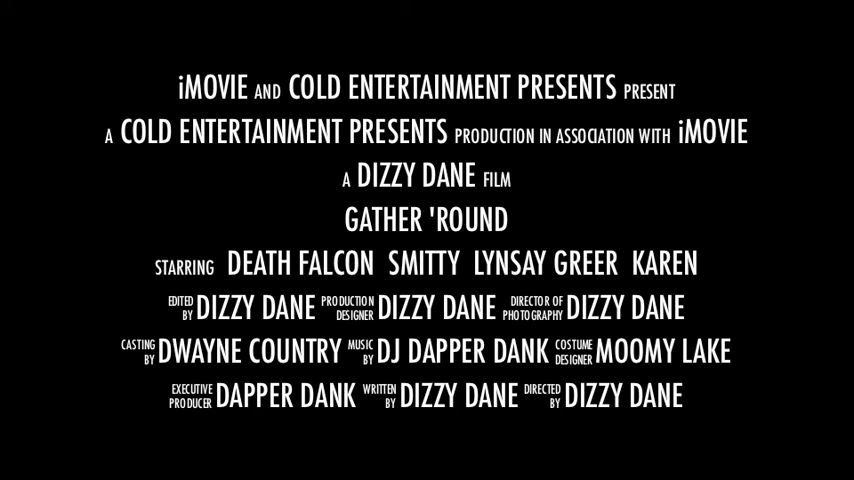 iMOVIE AND COLD ENTERTAINMENT PRESENTS PRESENT
A COLD ENTERTAINMENT PRESENTS PRODUCTION IN ASSOCIATION WITH iMOVIE
A DIZZY DANE FILM
GATHER 'ROUND
STARRING DEATH FALCON SMITTY LYNSAY GREER KAREN
EDITED BY DIZZY DANE PRODUCTION DESIGNER DIZZY DANE DIRECTOR OF PHOTOGRAPHY DIZZY DANE
CASTING BY DWAYNE COUNTRY MUSIC BY DJ DAPPER DANK COSTUME DESIGNER MOOMY LAKE
EXECUTIVE PRODUCER DAPPER DANK WRITTEN BY DIZZY DANE DIRECTED BY DIZZY DANE